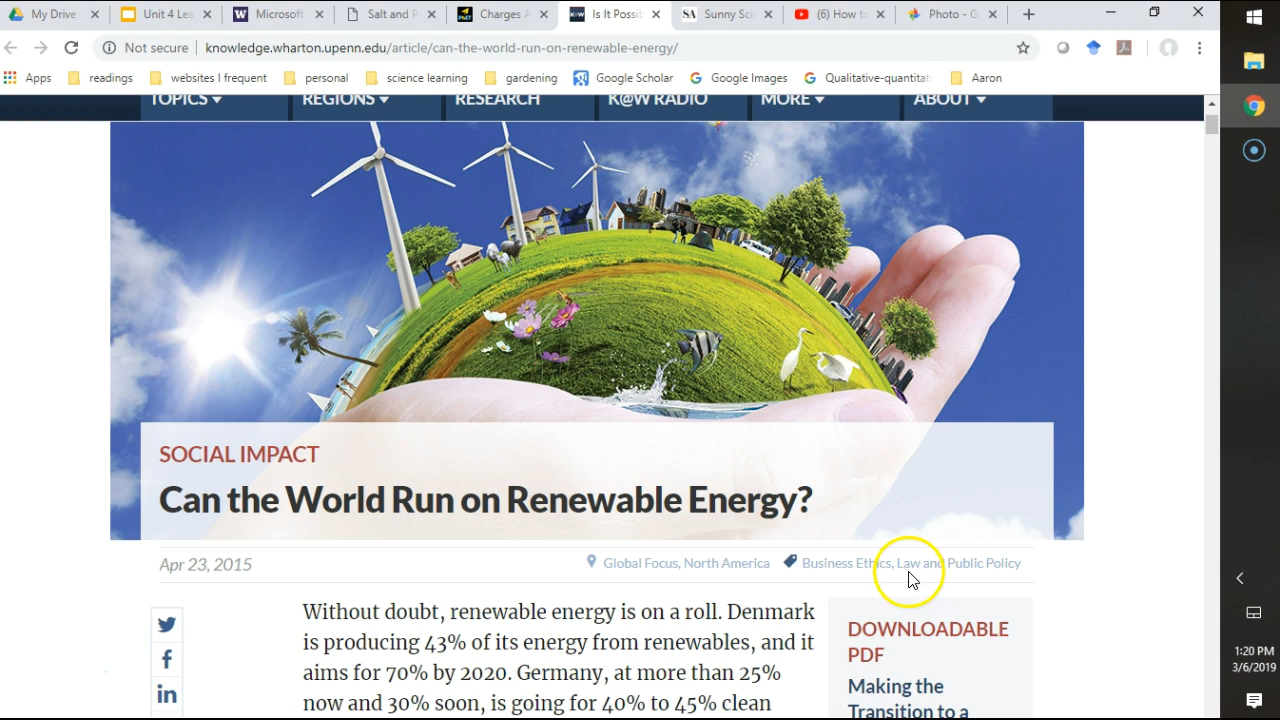 My Drive
Unit 4 Lea
Microsoft
Salt and P
Charges A
Is It Possib
Sunny Sci
(6) How to
Photo - G
Not secure
knowledge.wharton.upenn.edu/article/can-the-world-run-on-renewable-energy/
Apps
readings
websites I frequent
personal
science learning
gardening
Google Scholar
Google Images
Qualitative-quantitat
Aaron
TOPICS
REGIONS
RESEARCH
K@W RADIO
MORE
ABOUT
SOCIAL IMPACT
Can the World Run on Renewable Energy?
Apr 23, 2015
Global Focus, North America
Business Ethics, Law and Public Policy
Without doubt, renewable energy is on a roll. Denmark
is producing 43% of its energy from renewables, and it
aims for 70% by 2020. Germany, at more than 25%
now and 30% soon, is going for 40% to 45% clean
DOWNLOADABLE
PDF
Making the
Transition to a
1:20 PM
3/6/2019